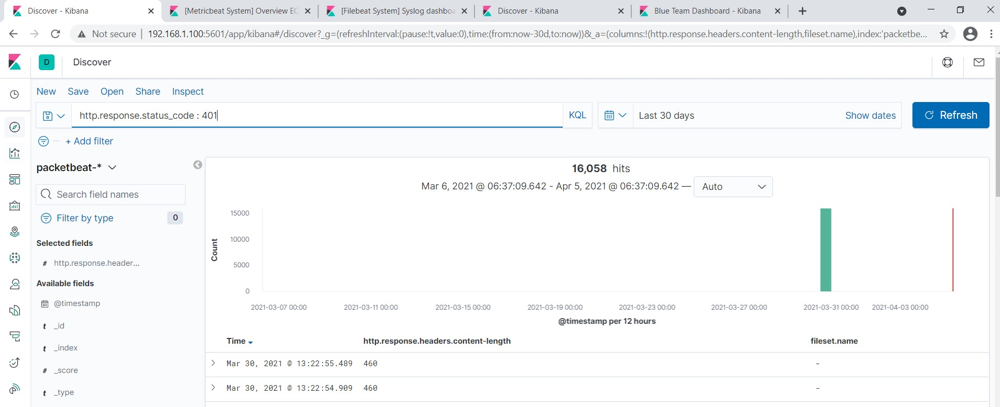 Discover - Kibana
[Metricbeat System] Overview EC
[Filebeat System] Syslog dashboa
Discover - Kibana
Blue Team Dashboard - Kibana
Not secure
192.168.1.100:5601/app/kibana#/discover?_g=(refreshInterval:(pause:!t,value:0),time:(from:now-30d,to:now))&_a=(columns:!(http.response.headers.content-length,fileset.name),index:'packetbe...
D
Discover
New Save Open Share Inspect
http.response.status_code : 401
KQL
Last 30 days
Show dates
Refresh
+ Add filter
packetbeat-*
Search field names
Filter by type
0
Selected fields
# http.response.header...
Available fields
@timestamp
t _id
t _index
# _score
t _type
16,058 hits
Mar 6, 2021 @ 06:37:09.642 - Apr 5, 2021 @ 06:37:09.642 —
Auto
15000
10000
5000
0
Count
2021-03-07 00:00 2021-03-11 00:00 2021-03-15 00:00 2021-03-19 00:00 2021-03-23 00:00 2021-03-27 00:00 2021-03-31 00:00 2021-04-03 00:00
@timestamp per 12 hours
Time http.response.headers.content-length fileset.name
Mar 30, 2021 @ 13:22:55.489 460 -
Mar 30, 2021 @ 13:22:54.909 460 -